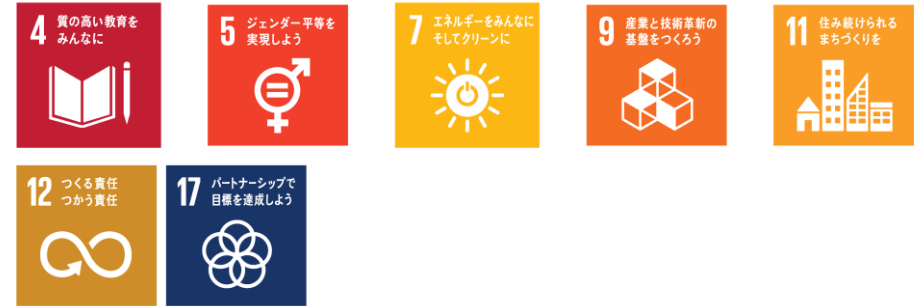 4 質の高い教育を
みんなに
5 ジェンダー平等を
実現しよう
7 エネルギーをみんなに
そしてクリーンに
9 産業と技術革新の
基盤をつくろう
11 住み続けられる
まちづくりを
12 つくる責任
つかう責任
17 パートナーシップで
目標を達成しよう